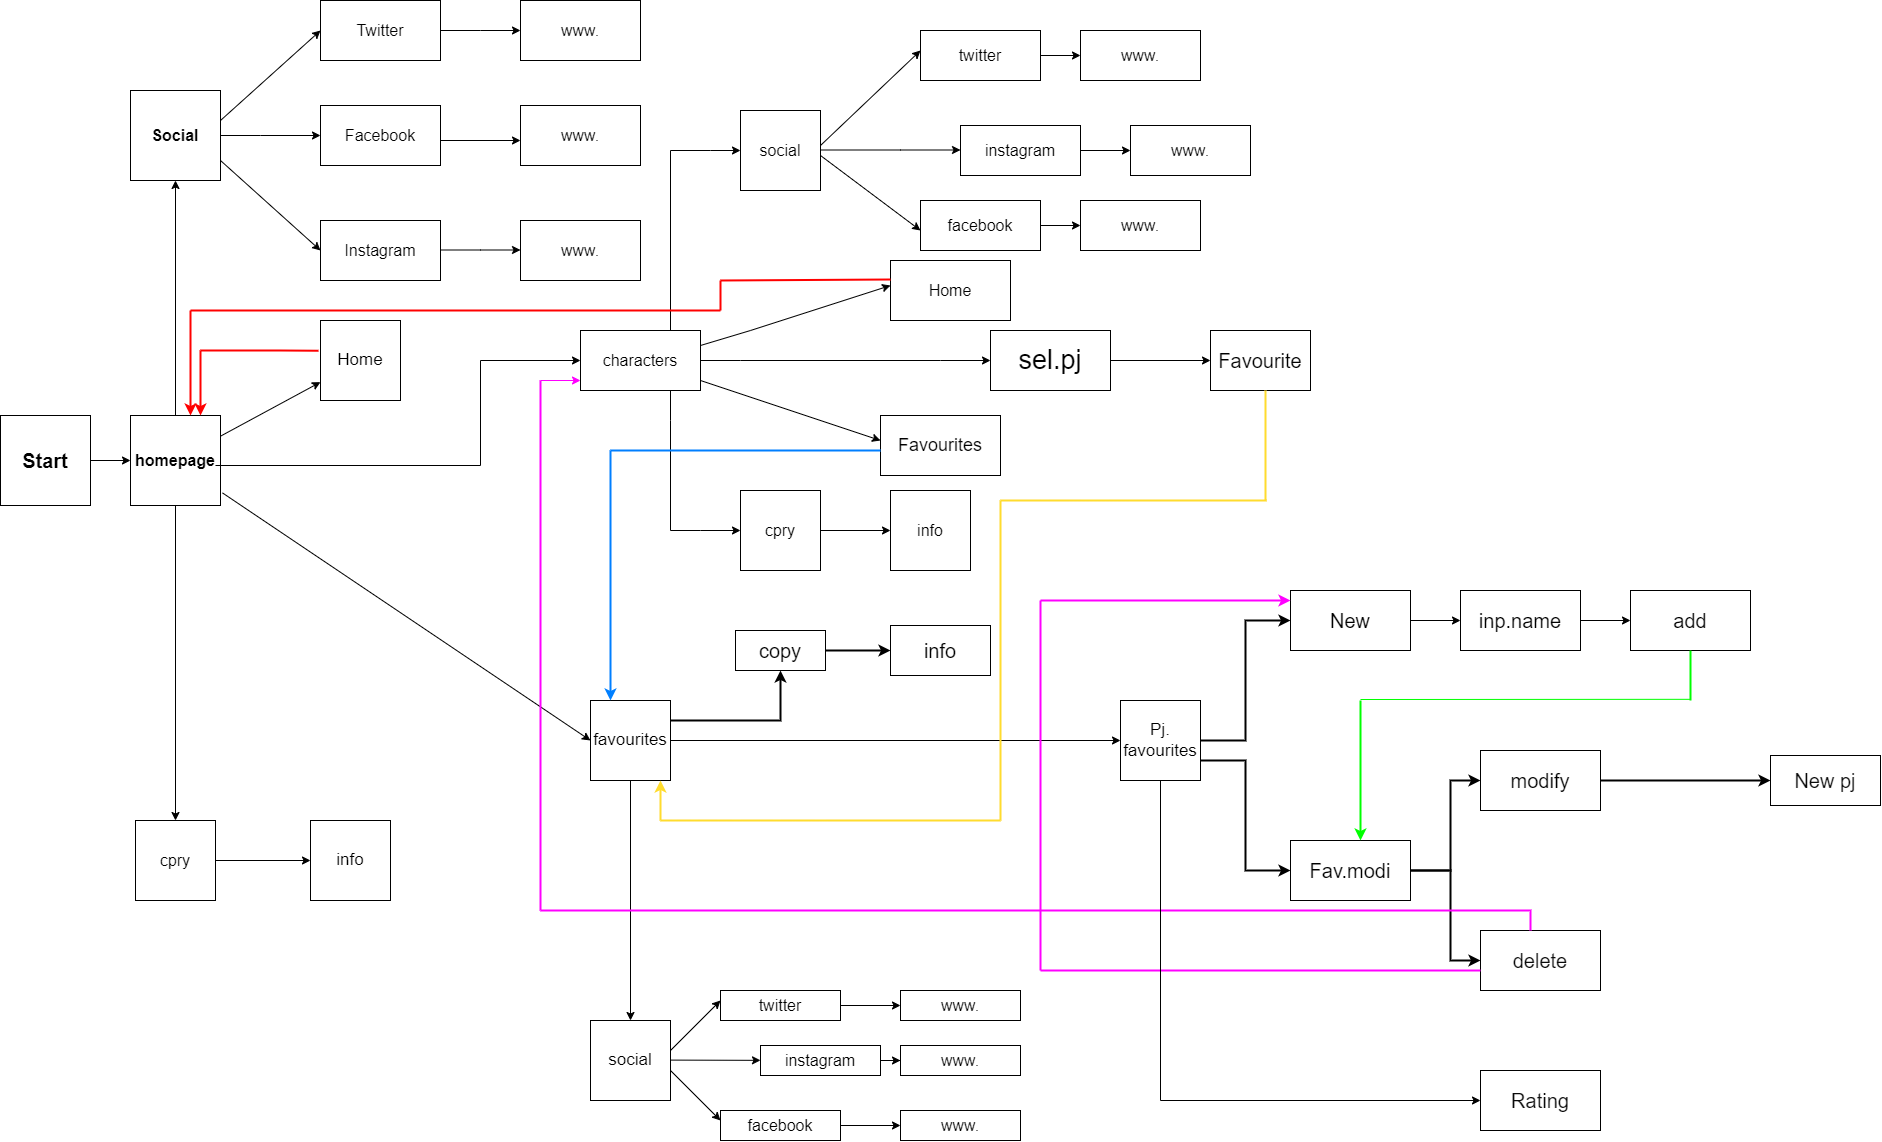 Twitter
www.
twitter
www.
Social
Facebook
www.
social
instagram
www.
Instagram
www.
facebook
www.
Home
Home
characters
sel.pj
Favourite
Start
homepage
Favourites
cpry
info
New
inp.name
add
copy
info
favourites
Pj.
favourites
modify
New pj
cpry
info
Fav.modi
delete
twitter
www.
social
instagram
www.
facebook
www.
Rating